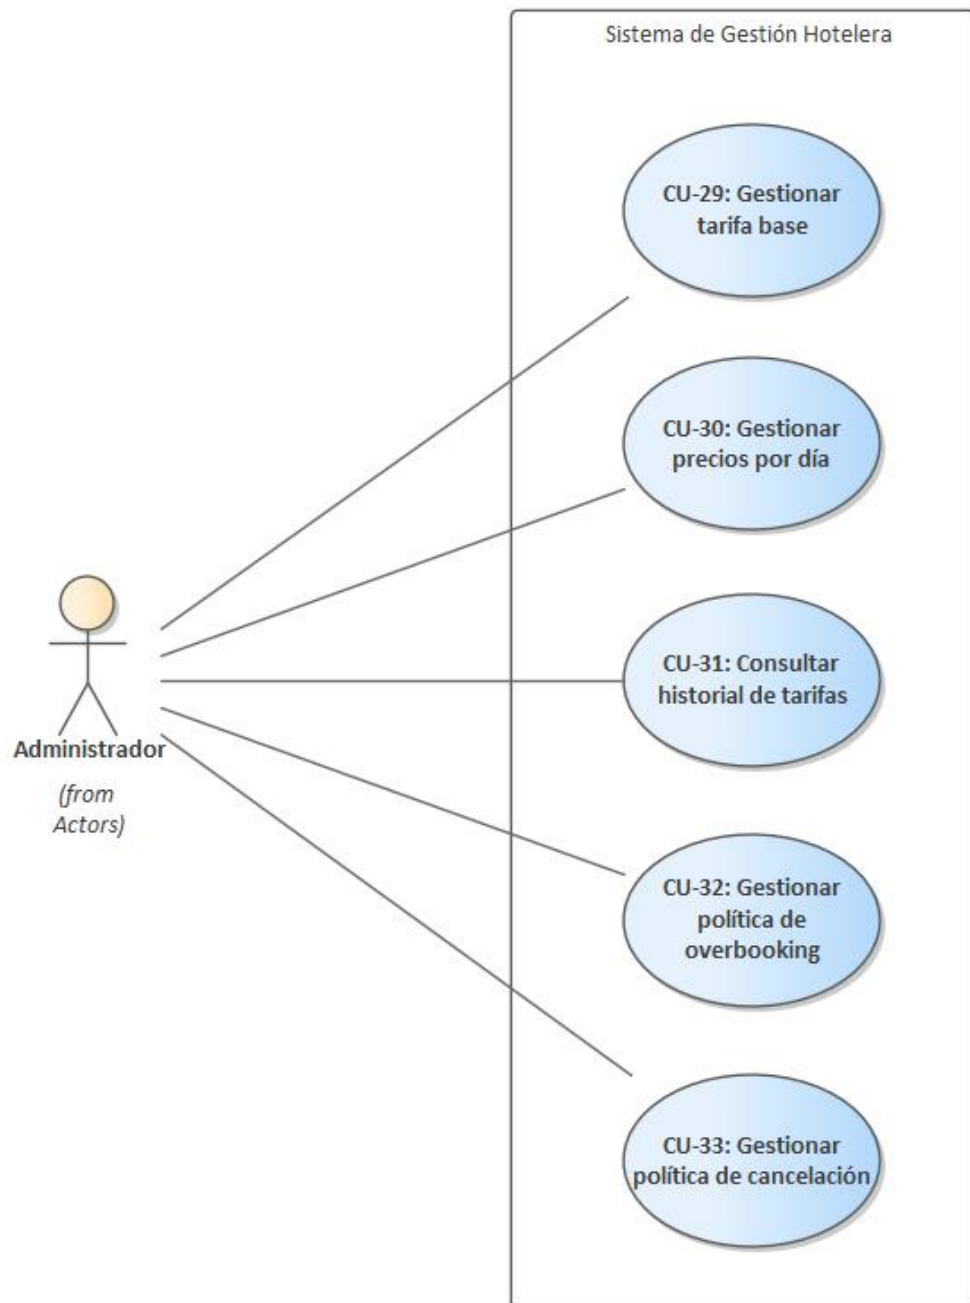 Sistema de Gestión Hotelera
CU-29: Gestionar
tarifa base
CU-30: Gestionar
precios por día
CU-31: Consultar
historial de tarifas
Administrador
(from
Actors)
CU-32: Gestionar
política de
overbooking
CU-33: Gestionar
política de cancelación